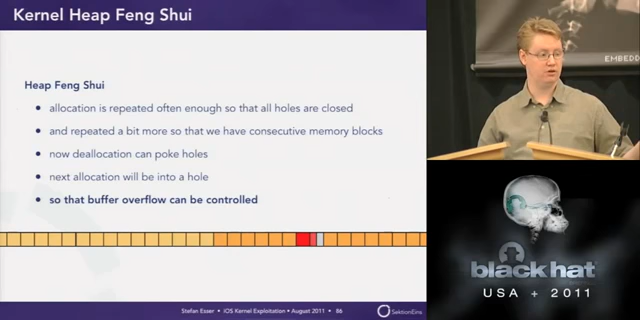 Kernel Heap Feng Shui
Heap Feng Shui
allocation is repeated often enough so that all holes are closed
and repeated a bit more so that we have consecutive memory blocks
now deallocation can poke holes
next allocation will be into a hole
so that buffer overflow can be controlled
Stefan Esser • iOS Kernel Exploitation • August 2011 • 86
SektionEins
EMBEDD
black hat
USA + 2011